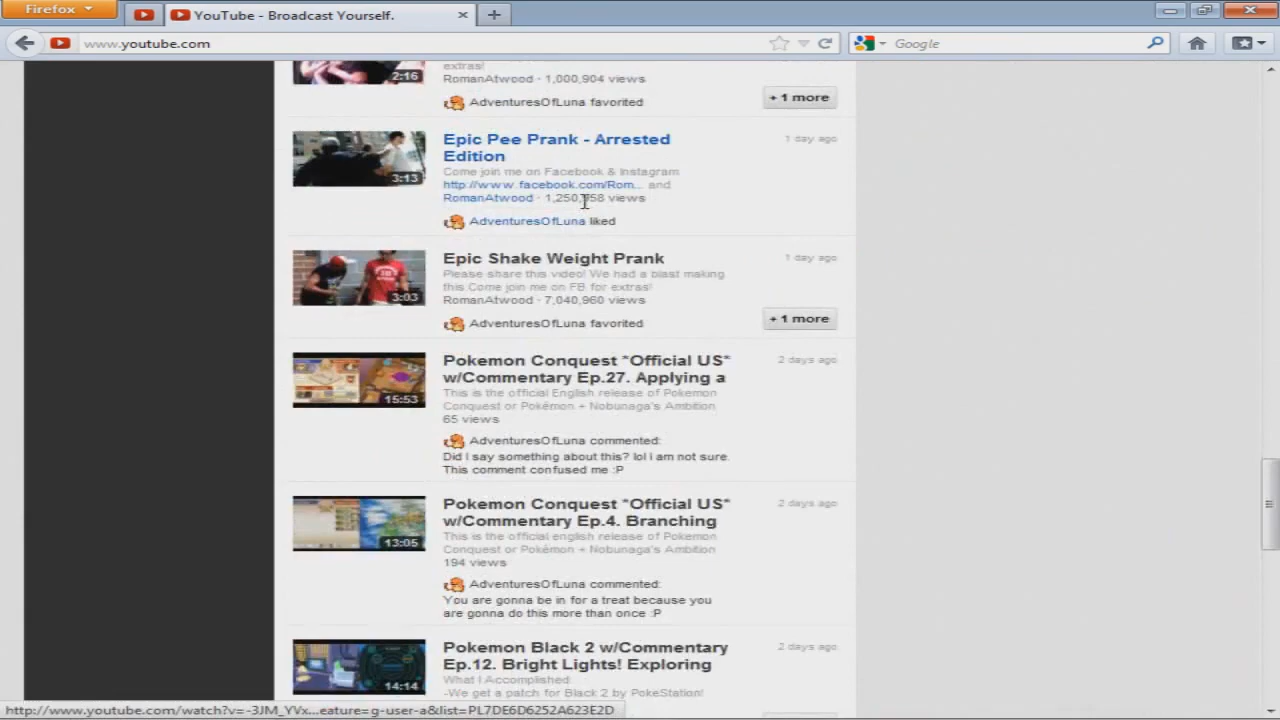 Firefox
YouTube - Broadcast Yourself.
www.youtube.com
Google
2:16
extras!
RomanAtwood · 1,000,904 views
AdventuresOfLuna favorited
+ 1 more
3:13
Epic Pee Prank - Arrested
Edition
1 day ago
Come join me on Facebook & Instagram
http://www.facebook.com/Rom... and
RomanAtwood · views
AdventuresOfLuna liked
3:03
Epic Shake Weight Prank
1 day ago
Please share this video! We had a blast making
this.Come join me on FB for extras!
RomanAtwood · 7,040,960 views
AdventuresOfLuna favorited
+ 1 more
15:53
Pokemon Conquest *Official US*
w/Commentary Ep.27. Applying a
2 days ago
This is the official English release of Pokemon
Conquest or Pokémon + Nobunaga's Ambition
65 views
AdventuresOfLuna commented:
Did I say something about this? lol i am not sure.
This comment confused me :P
13:05
Pokemon Conquest *Official US*
w/Commentary Ep.4. Branching
2 days ago
This is the official english release of Pokemon
Conquest or Pokémon + Nobunaga's Ambition
194 views
AdventuresOfLuna commented:
You are gonna be in for a treat because you
are gonna do this more than once :P
14:14
Pokemon Black 2 w/Commentary
Ep.12. Bright Lights! Exploring
2 days ago
What I Accomplished:
-We get a patch for Black 2 by PokeStation!
http://www.youtube.com/watch?v=-3JM_YVx...eature=g-user-a&list=PL7DE6D6252A623E2D